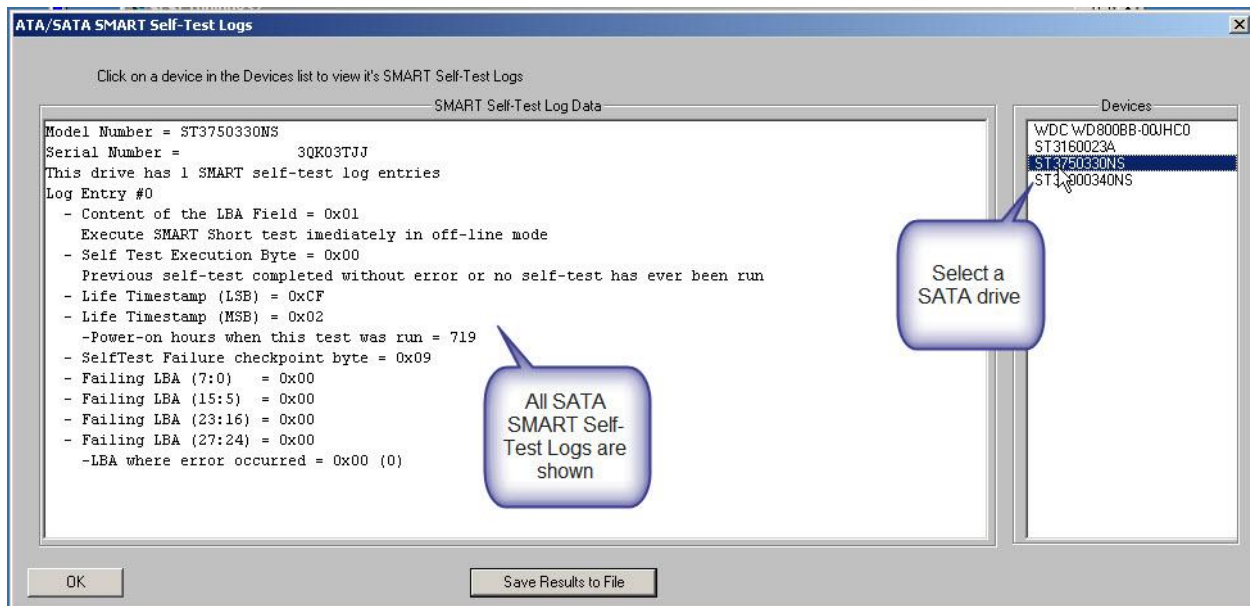 ATA/SATA SMART Self-Test Logs
Click on a device in the Devices list to view it's SMART Self-Test Logs
SMART Self-Test Log Data
Model Number = ST3750330NS
Serial Number = 3QK03TJJ
This drive has 1 SMART self-test log entries
Log Entry #0
- Content of the LBA Field = 0x01
Execute SMART Short test imediately in off-line mode
- Self Test Execution Byte = 0x00
Previous self-test completed without error or no self-test has ever been run
- Life Timestamp (LSB) = 0xCF
- Life Timestamp (MSB) = 0x02
-Power-on hours when this test was run = 719
- SelfTest Failure checkpoint byte = 0x09
- Failing LBA (7:0) = 0x00
- Failing LBA (15:5) = 0x00
- Failing LBA (23:16) = 0x00
- Failing LBA (27:24) = 0x00
-LBA where error occurred = 0x00 (0)
All SATA
SMART Self-
Test Logs are
shown
Devices
WDC WD800BB-00JHC0
ST3160023A
ST3750330NS
Select a
SATA drive
OK
Save Results to File